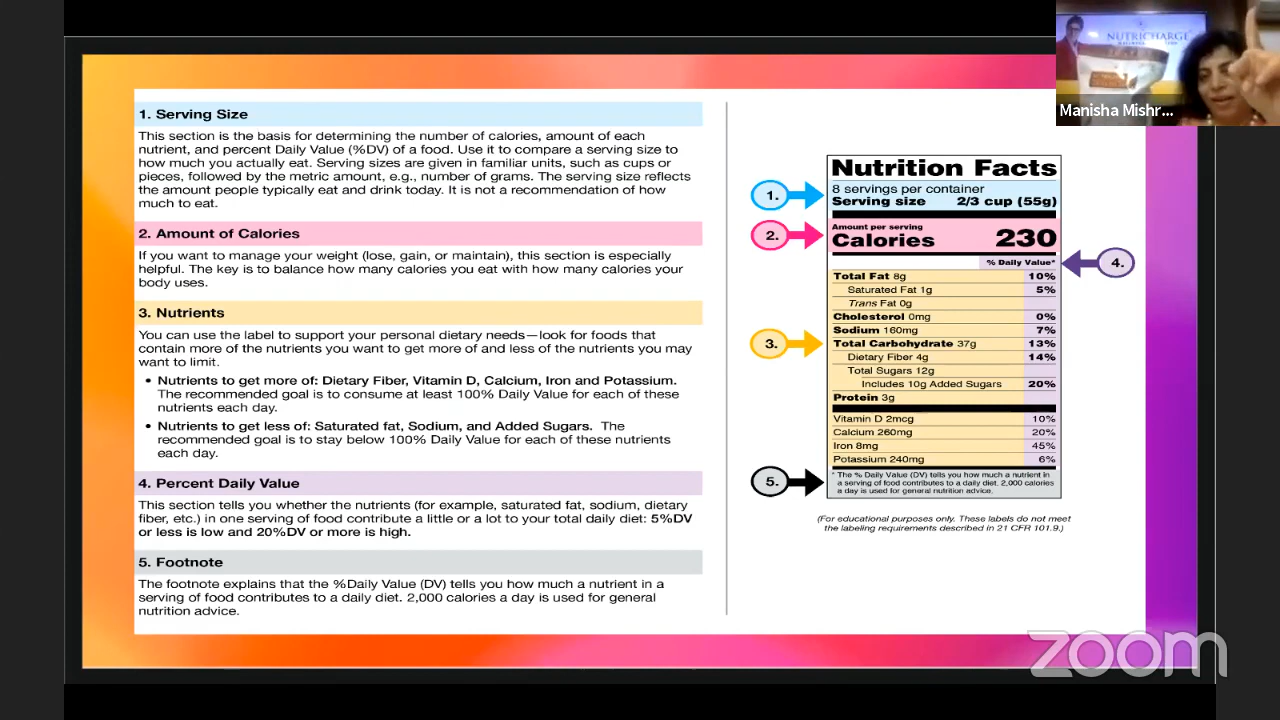 NUTRICHARGE
Manisha Mishr...
1. Serving Size
This section is the basis for determining the number of calories, amount of each
nutrient, and percent Daily Value (%DV) of a food. Use it to compare a serving size to
how much you actually eat. Serving sizes are given in familiar units, such as cups or
pieces, followed by the metric amount, e.g., number of grams. The serving size reflects
the amount people typically eat and drink today. It is not a recommendation of how
much to eat.
2. Amount of Calories
If you want to manage your weight (lose, gain, or maintain), this section is especially
helpful. The key is to balance how many calories you eat with how many calories your
body uses.
3. Nutrients
You can use the label to support your personal dietary needs—look for foods that
contain more of the nutrients you want to get more of and less of the nutrients you may
want to limit.
• Nutrients to get more of: Dietary Fiber, Vitamin D, Calcium, Iron and Potassium.
The recommended goal is to consume at least 100% Daily Value for each of these
nutrients each day.
• Nutrients to get less of: Saturated fat, Sodium, and Added Sugars. The
recommended goal is to stay below 100% Daily Value for each of these nutrients
each day.
4. Percent Daily Value
This section tells you whether the nutrients (for example, saturated fat, sodium, dietary
fiber, etc.) in one serving of food contribute a little or a lot to your total daily diet: 5%DV
or less is low and 20%DV or more is high.
5. Footnote
The footnote explains that the %Daily Value (DV) tells you how much a nutrient in a
serving of food contributes to a daily diet. 2,000 calories a day is used for general
nutrition advice.
Nutrition Facts
1.
8 servings per container
Serving size 2/3 cup (55g)
2.
Amount per serving
Calories 230
4.
% Daily Value*
Total Fat 8g 10%
Saturated Fat 1g 5%
Trans Fat 0g
Cholesterol 0mg 0%
Sodium 160mg 7%
3.
Total Carbohydrate 37g 13%
Dietary Fiber 4g 14%
Total Sugars 12g
Includes 10g Added Sugars 20%
Protein 3g
Vitamin D 2mcg 10%
Calcium 260mg 20%
Iron 8mg 45%
Potassium 240mg 6%
5.
* The % Daily Value (DV) tells you how much a nutrient in
a serving of food contributes to a daily diet. 2,000 calories
a day is used for general nutrition advice.
(For educational purposes only. These labels do not meet
the labeling requirements described in 21 CFR 101.9.)
zoom